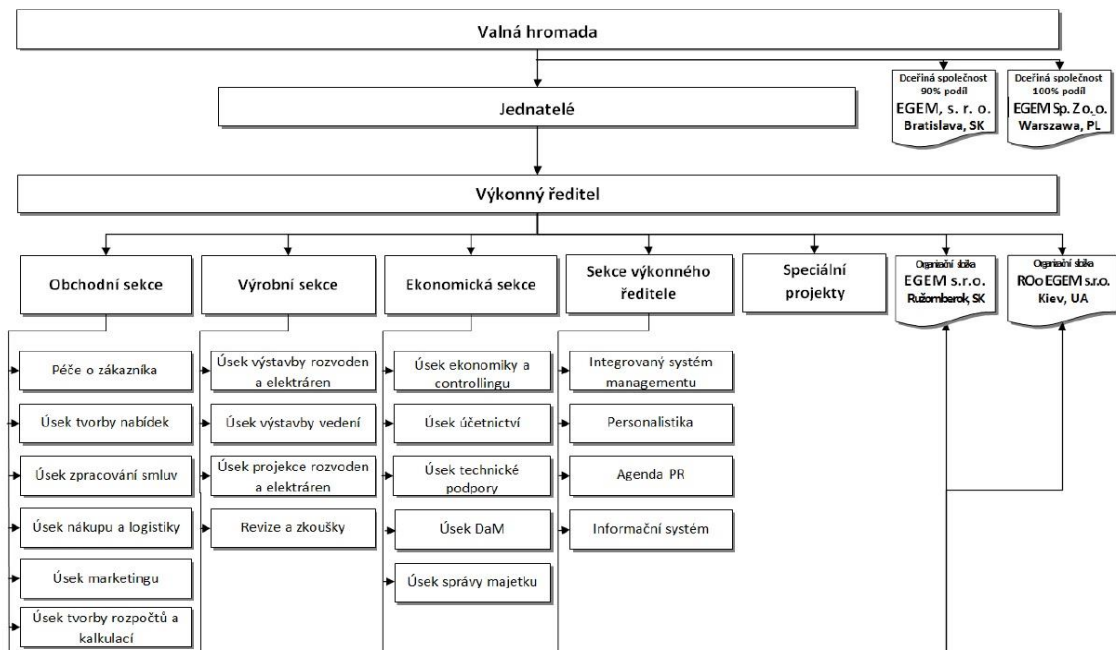 Valná hromada
Dceřiná společnost
90% podíl
EGEM, s. r. o.
Bratislava, SK
Dceřiná společnost
100% podíl
EGEM Sp. Z o. o.
Warszawa, PL
Jednatelé
Výkonný ředitel
Obchodní sekce
Výrobní sekce
Ekonomická sekce
Sekce výkonného
ředitele
Speciální
projekty
Organizační složka
EGEM s.r.o.
Ružomberok, SK
Organizační složka
ROo EGEM s.r.o.
Kiev, UA
Péče o zákazníka
Úsek tvorby nabídek
Úsek zpracování smluv
Úsek nákupu a logistiky
Úsek marketingu
Úsek tvorby rozpočtů a
kalkulací
Úsek výstavby rozvoden
a elektráren
Úsek výstavby vedení
Úsek projekce rozvoden
a elektráren
Revize a zkoušky
Úsek ekonomiky a
controllingu
Úsek účetnictví
Úsek technické
podpory
Úsek DaM
Úsek správy majetku
Integrovaný systém
managementu
Personalistika
Agenda PR
Informační systém